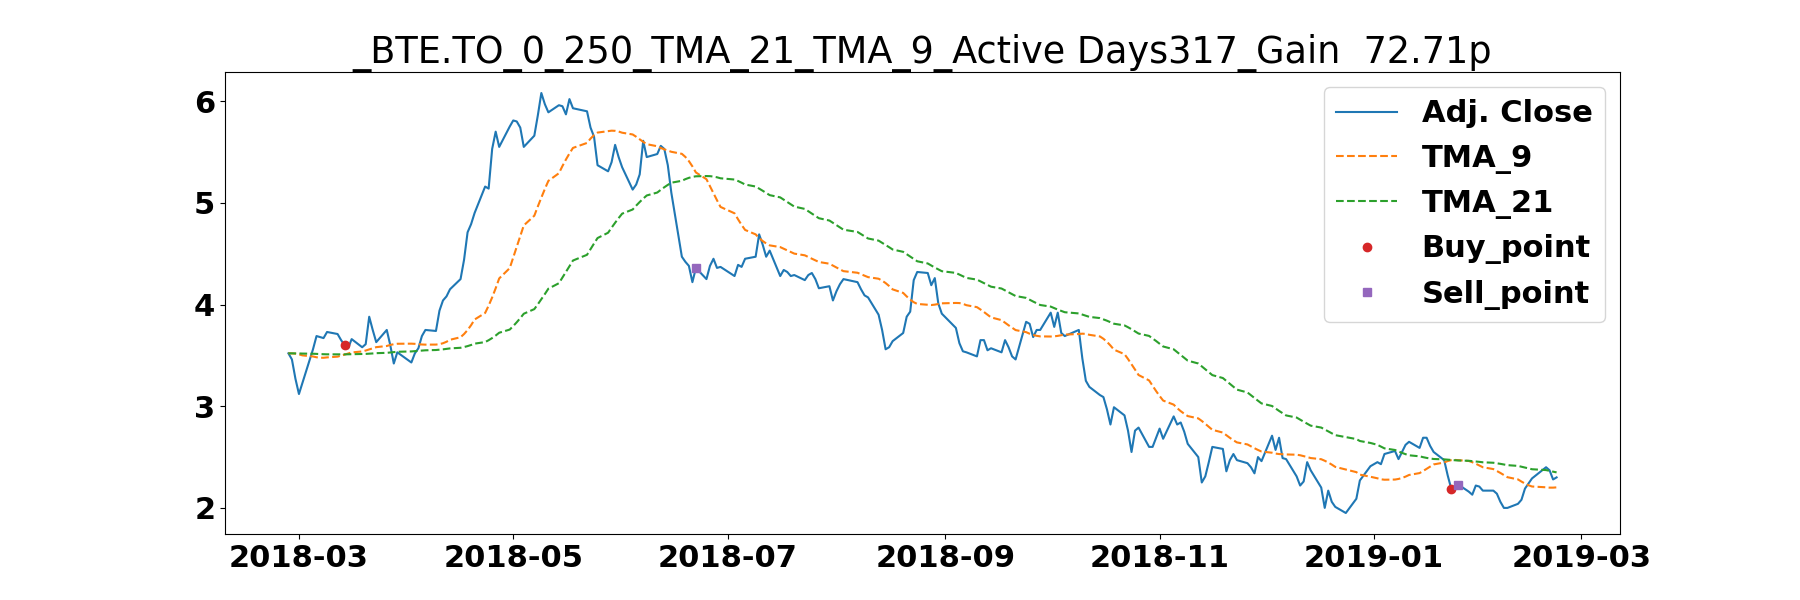 _BTE.TO_0_250_TMA_21_TMA_9_Active Days317_Gain  72.71p
6
5
4
3
2
Adj. Close
TMA_9
TMA_21
Buy_point
Sell_point
2018-03 2018-05 2018-07 2018-09 2018-11 2019-01 2019-03